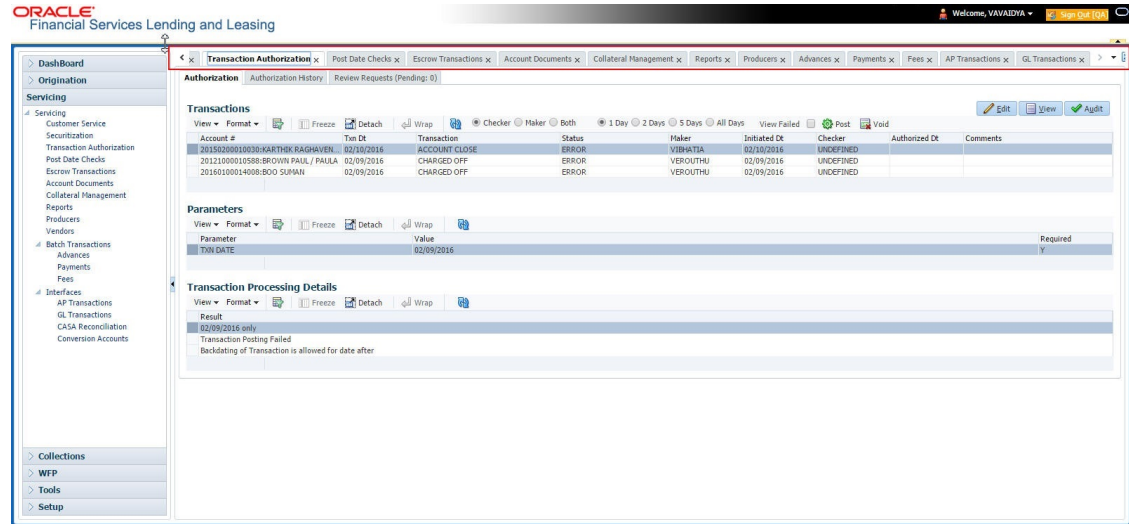 ORACLE
Financial Services Lending and Leasing
Welcome, VAVAIDYA
Sign Out [QA]
DashBoard
Origination
Servicing
Servicing
Customer Service
Securitization
Transaction Authorization
Post Date Checks
Escrow Transactions
Account Documents
Collateral Management
Reports
Producers
Vendors
Batch Transactions
Advances
Payments
Fees
Interfaces
AP Transactions
GL Transactions
CASA Reconciliation
Conversion Accounts
Collections
WFP
Tools
Setup
x Transaction Authorization x Post Date Checks x Escrow Transactions x Account Documents x Collateral Management x Reports x Producers x Advances x Payments x Fees x AP Transactions x GL Transactions x
Authorization Authorization History Review Requests (Pending: 0)
Transactions
Edit View Audit
View Format Freeze Detach Wrap Checker Maker Both 1 Day 2 Days 5 Days All Days View Failed Post Void
Account # Txn Dt Transaction Status Maker Initiated Dt Checker Authorized Dt Comments
20150200010030:KARTHIK RAGHAVEN... 02/10/2016 ACCOUNT CLOSE ERROR VIBHATIA 02/10/2016 UNDEFINED
20121000010588:BROWN PAUL / PAULA 02/09/2016 CHARGED OFF ERROR VEROUTHU 02/09/2016 UNDEFINED
20160100014008:BOO SUMAN 02/09/2016 CHARGED OFF ERROR VEROUTHU 02/09/2016 UNDEFINED
Parameters
View Format Freeze Detach Wrap
Parameter Value Required
TXN DATE 02/09/2016 Y
Transaction Processing Details
View Format Freeze Detach Wrap
Result
02/09/2016 only
Transaction Posting Failed
Backdating of Transaction is allowed for date after